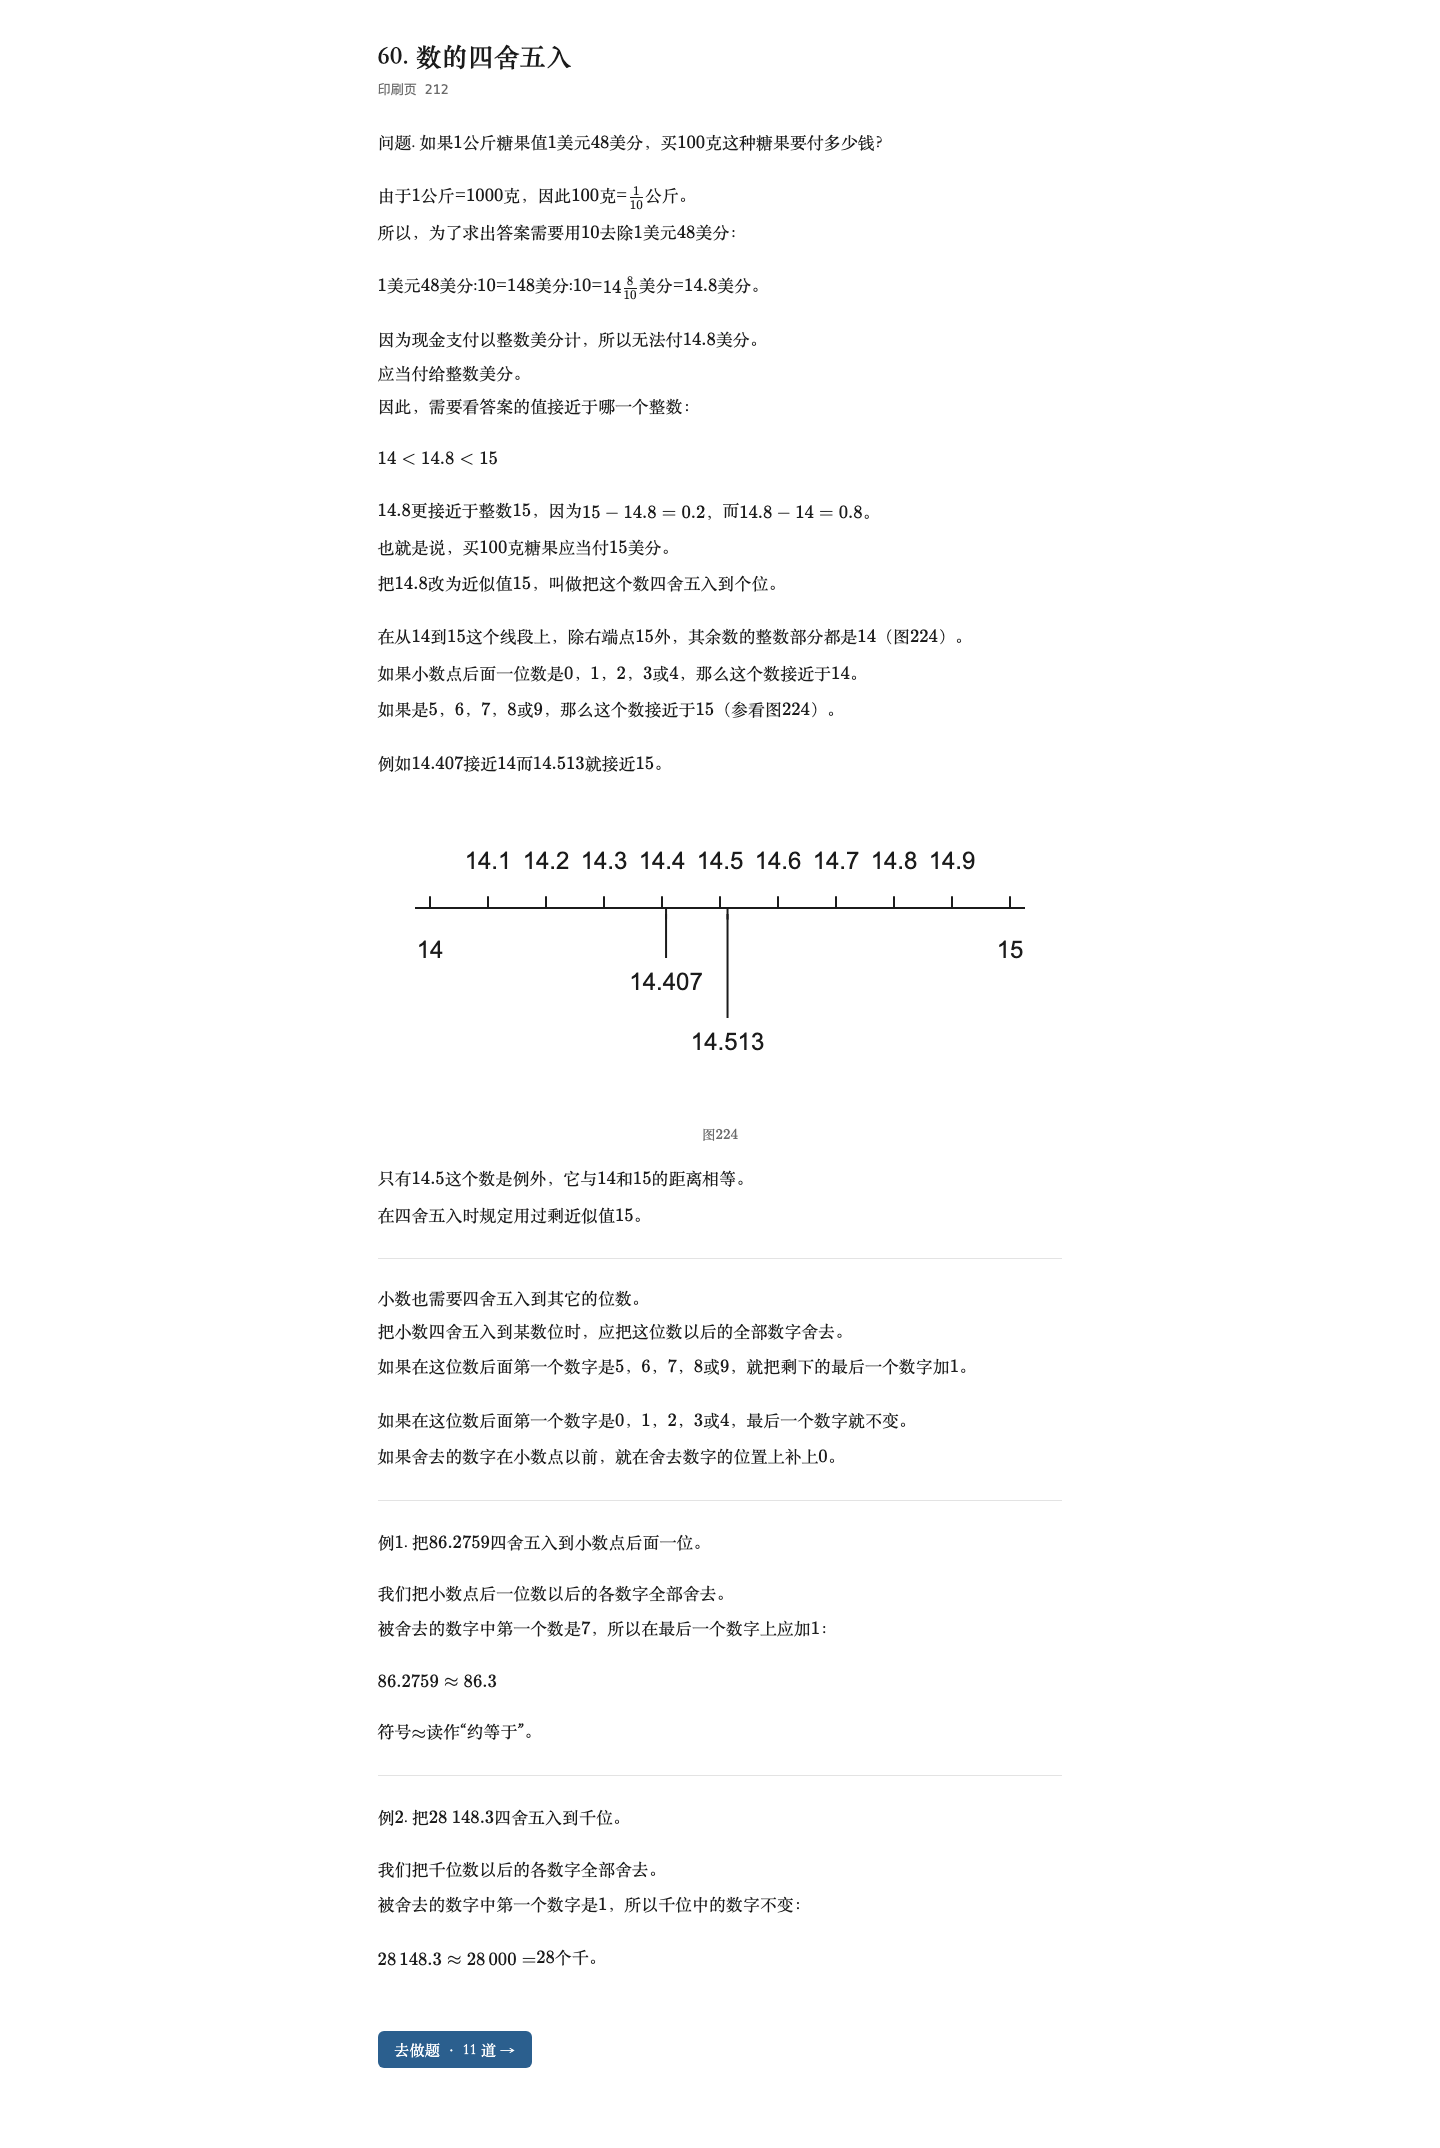 60. 数的四舍五入
印刷页 212
问题. 如果1公斤糖果值1美元48美分，买100克这种糖果要付多少钱?
由于1公斤=1000克，因此100克=1/10公斤。
所以，为了求出答案需要用10去除1美元48美分：
1美元48美分:10=148美分:10=14 8/10美分=14.8美分。
因为现金支付以整数美分计，所以无法付14.8美分。
应当付给整数美分。
因此，需要看答案的值接近于哪一个整数：
14 < 14.8 < 15
14.8更接近于整数15，因为15 − 14.8 = 0.2，而14.8 − 14 = 0.8。
也就是说，买100克糖果应当付15美分。
把14.8改为近似值15，叫做把这个数四舍五入到个位。
在从14到15这个线段上，除右端点15外，其余数的整数部分都是14（图224）。
如果小数点后面一位数是0，1，2，3或4，那么这个数接近于14。
如果是5，6，7，8或9，那么这个数接近于15（参看图224）。
例如14.407接近14而14.513就接近15。
14.1 14.2 14.3 14.4 14.5 14.6 14.7 14.8 14.9
14 15
14.407
14.513
图224
只有14.5这个数是例外，它与14和15的距离相等。
在四舍五入时规定用过剩近似值15。
小数也需要四舍五入到其它的位数。
把小数四舍五入到某数位时，应把这位数以后的全部数字舍去。
如果在这位数后面第一个数字是5，6，7，8或9，就把剩下的最后一个数字加1。
如果在这位数后面第一个数字是0，1，2，3或4，最后一个数字就不变。
如果舍去的数字在小数点以前，就在舍去数字的位置上补上0。
例1. 把86.2759四舍五入到小数点后面一位。
我们把小数点后一位数以后的各数字全部舍去。
被舍去的数字中第一个数是7，所以在最后一个数字上应加1：
86.2759 ≈ 86.3
符号≈读作“约等于”。
例2. 把28 148.3四舍五入到千位。
我们把千位数以后的各数字全部舍去。
被舍去的数字中第一个数字是1，所以千位中的数字不变：
28 148.3 ≈ 28 000 =28个千。
去做题 · 11 道 →